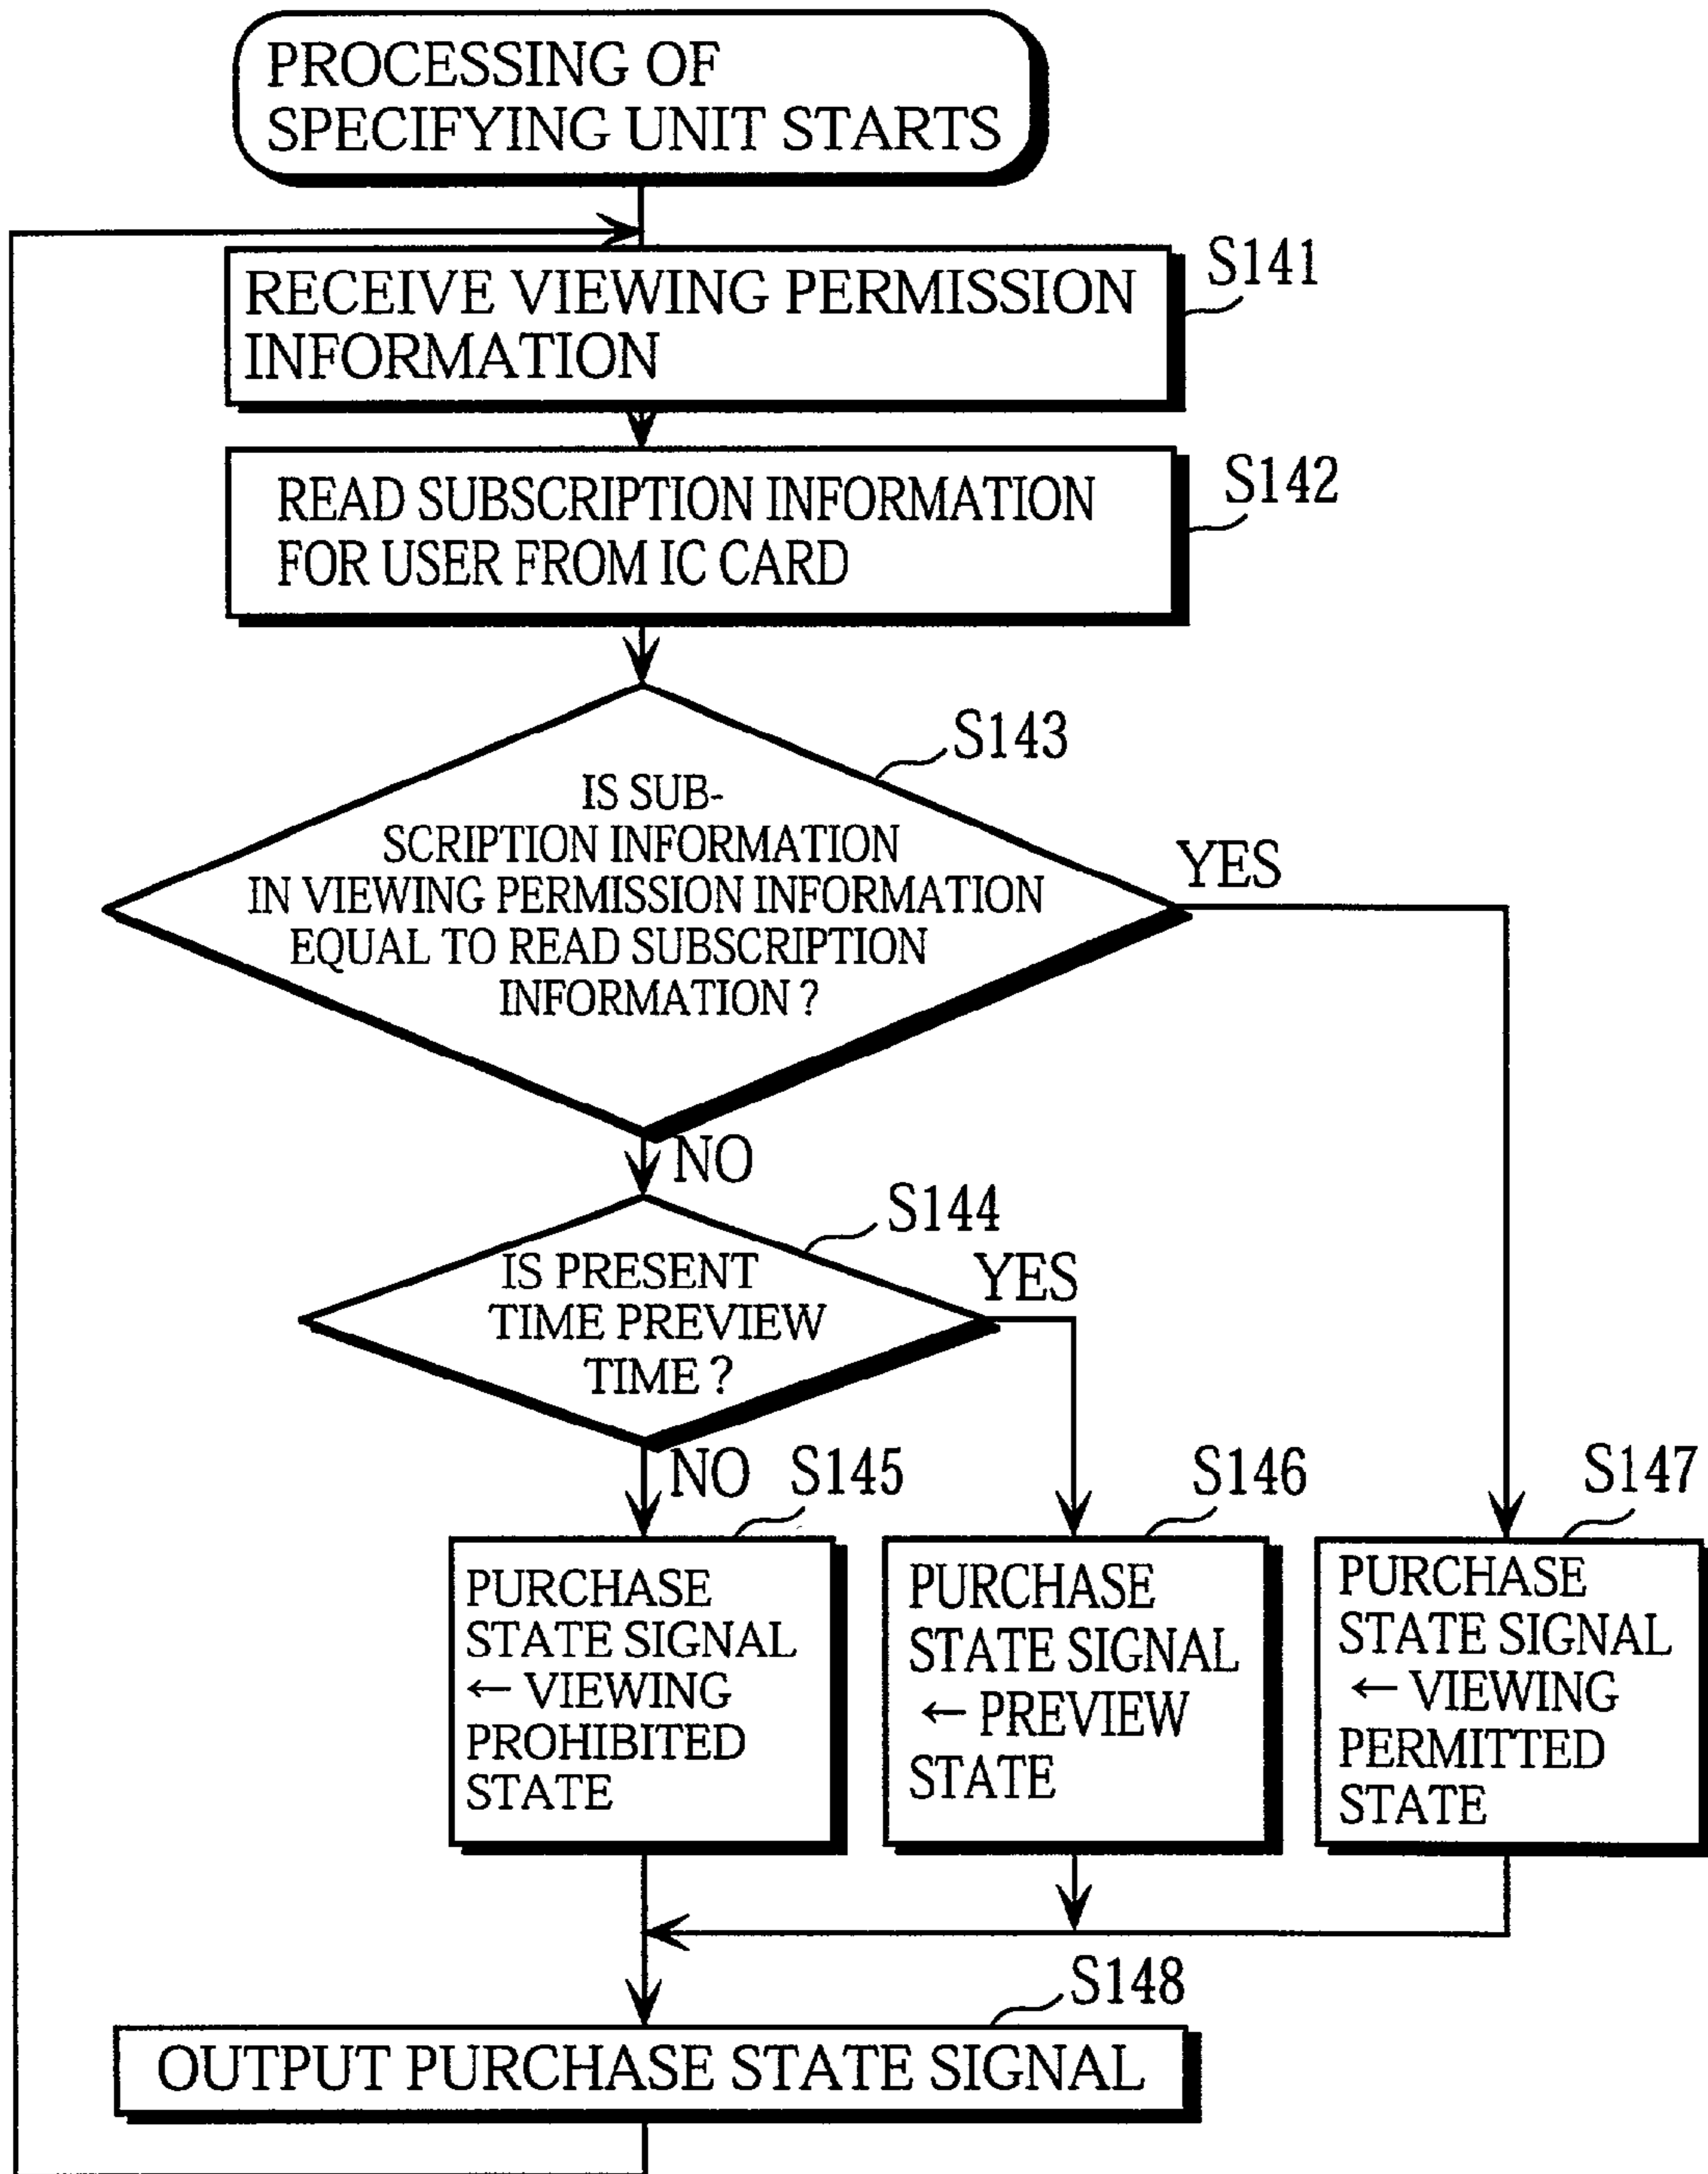 PROCESSING OF
SPECIFYING UNIT STARTS
S141
RECEIVE VIEWING PERMISSION
INFORMATION
S142
READ SUBSCRIPTION INFORMATION
FOR USER FROM IC CARD
S143
IS SUB-
SCRIPTION INFORMATION
IN VIEWING PERMISSION INFORMATION
EQUAL TO READ SUBSCRIPTION
INFORMATION ?
YES
NO
S144
IS PRESENT
TIME PREVIEW
TIME ?
YES
NO
S145
PURCHASE
STATE SIGNAL
← VIEWING
PROHIBITED
STATE
S146
PURCHASE
STATE SIGNAL
← PREVIEW
STATE
S147
PURCHASE
STATE SIGNAL
← VIEWING
PERMITTED
STATE
S148
OUTPUT PURCHASE STATE SIGNAL